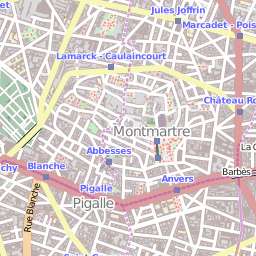 Jules Joffrin
Marcadet - Pois
et
Lamarck - Caulaincourt
Château Ro
Montmartre
La G
Abbesses
Barbès
chy
Blanche
Pigalle
Anvers
Pigalle
Rue Blanche